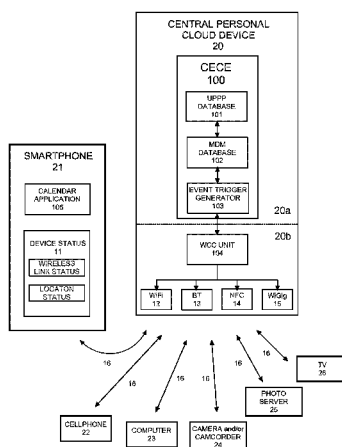 CENTRAL PERSONAL
CLOUD DEVICE
20
CECE
100
UPPP
DATABASE
101
MDM
DATABASE
102
EVENT TRIGGER
GENERATOR
103
20a
20b
WCC UNIT
104
WiFi
12
BT
13
NFC
14
WiGig
15
SMARTPHONE
21
CALENDAR
APPLICATION
105
DEVICE STATUS
11
WIRELESS
LINK STATUS
LOCATON
STATUS
16
16
16
16
16
16
TV
26
PHOTO
SERVER
25
CELLPHONE
22
COMPUTER
23
CAMERA and/or
CAMCORDER
24